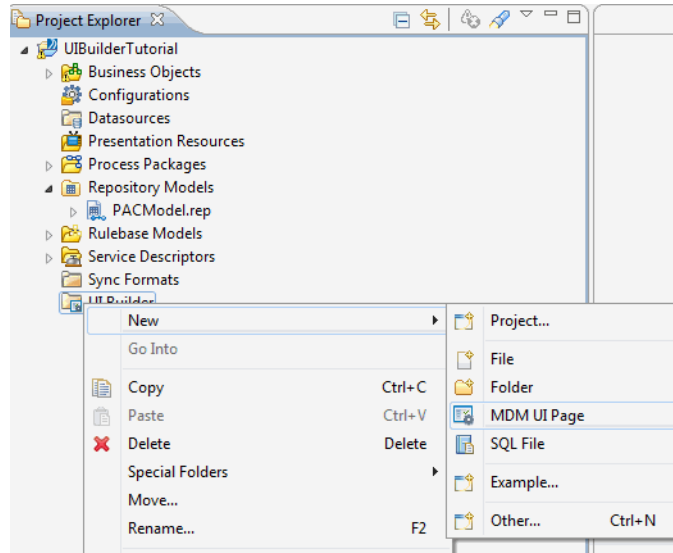 Project Explorer
UIBuilderTutorial
Business Objects
Configurations
Datasources
Presentation Resources
Process Packages
Repository Models
PACModel.rep
Rulebase Models
Service Descriptors
Sync Formats
UI Builder
New
Go Into
Copy Ctrl+C
Paste Ctrl+V
Delete Delete
Special Folders
Move...
Rename... F2
Project...
File
Folder
MDM UI Page
SQL File
Example...
Other... Ctrl+N